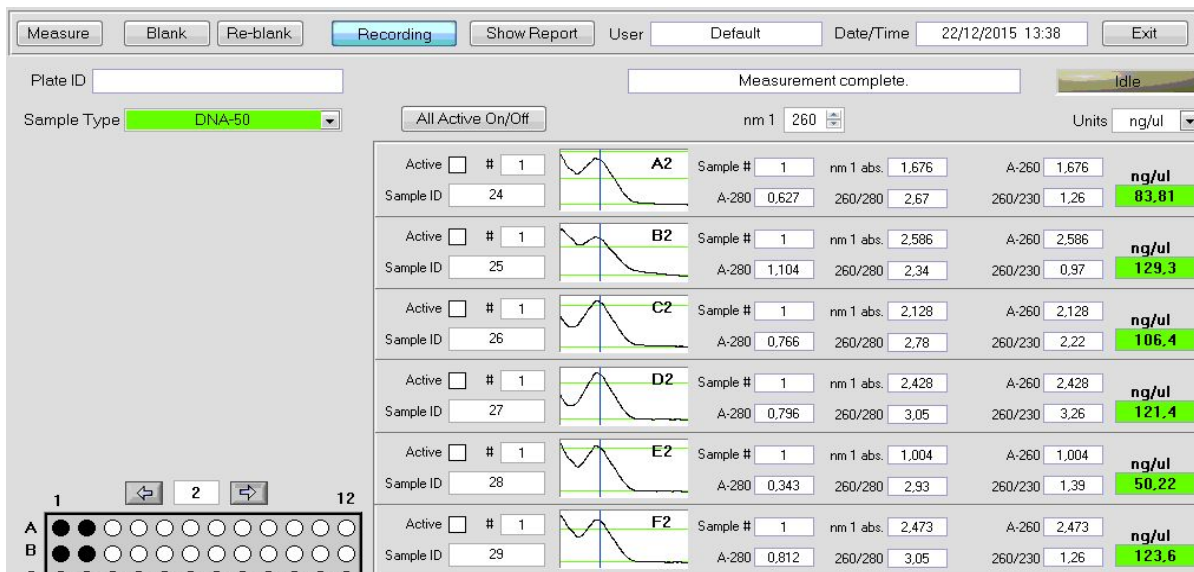 Measure Blank Re-blank Recording Show Report User Default Date/Time 22/12/2015 13:38 Exit
Plate ID Measurement complete. Idle
Sample Type DNA-50 All Active On/Off nm 1 260 Units ng/ul
Active # 1 A2 Sample # 1 nm 1 abs. 1,676 A-260 1,676 ng/ul
Sample ID 24 A-280 0,627 260/280 2,67 260/230 1,26 83,81
Active # 1 B2 Sample # 1 nm 1 abs. 2,586 A-260 2,586 ng/ul
Sample ID 25 A-280 1,104 260/280 2,34 260/230 0,97 129,3
Active # 1 C2 Sample # 1 nm 1 abs. 2,128 A-260 2,128 ng/ul
Sample ID 26 A-280 0,766 260/280 2,78 260/230 2,22 106,4
Active # 1 D2 Sample # 1 nm 1 abs. 2,428 A-260 2,428 ng/ul
Sample ID 27 A-280 0,796 260/280 3,05 260/230 3,26 121,4
Active # 1 E2 Sample # 1 nm 1 abs. 1,004 A-260 1,004 ng/ul
Sample ID 28 A-280 0,343 260/280 2,93 260/230 1,39 50,22
1 2 12
Active # 1 F2 Sample # 1 nm 1 abs. 2,473 A-260 2,473 ng/ul
A
B
Sample ID 29 A-280 0,812 260/280 3,05 260/230 1,26 123,6